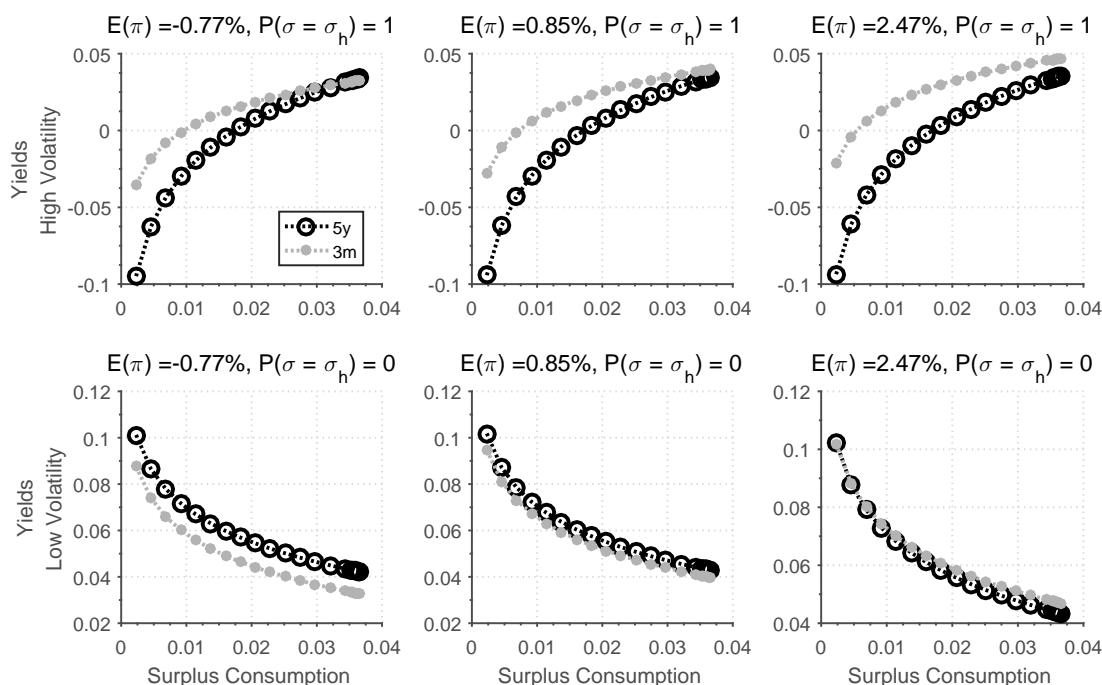 E(π) =-0.77%, P(σ = σ_h) = 1
E(π) =0.85%, P(σ = σ_h) = 1
E(π) =2.47%, P(σ = σ_h) = 1
Yields
High Volatility
0.05
0
-0.05
-0.1
5y
3m
0 0.01 0.02 0.03 0.04
0.05
0
-0.05
-0.1
0 0.01 0.02 0.03 0.04
0.05
0
-0.05
-0.1
0 0.01 0.02 0.03 0.04
E(π) =-0.77%, P(σ = σ_h) = 0
E(π) =0.85%, P(σ = σ_h) = 0
E(π) =2.47%, P(σ = σ_h) = 0
Yields
Low Volatility
0.12
0.1
0.08
0.06
0.04
0.02
0 0.01 0.02 0.03 0.04
Surplus Consumption
0.12
0.1
0.08
0.06
0.04
0.02
0 0.01 0.02 0.03 0.04
Surplus Consumption
0.12
0.1
0.08
0.06
0.04
0 0.01 0.02 0.03 0.04
Surplus Consumption